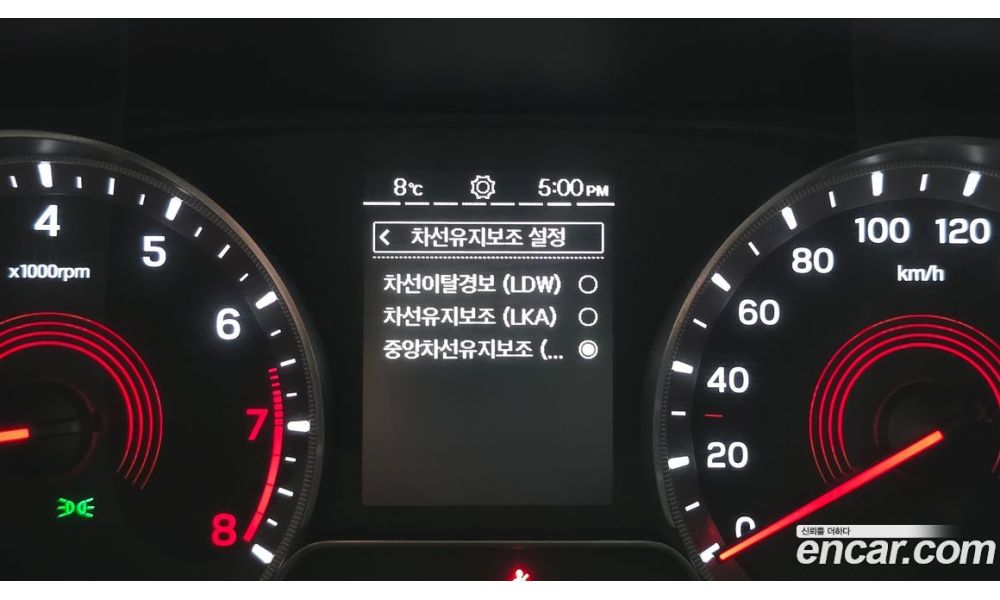 8℃ 5:00 PM
< 차선유지보조 설정
차선이탈경보 (LDW)
차선유지보조 (LKA)
중앙차선유지보조 (...
4
5
6
7
8
x1000rpm
120
100
80
60
40
20
0
km/h
신뢰를 더하다
encar.com